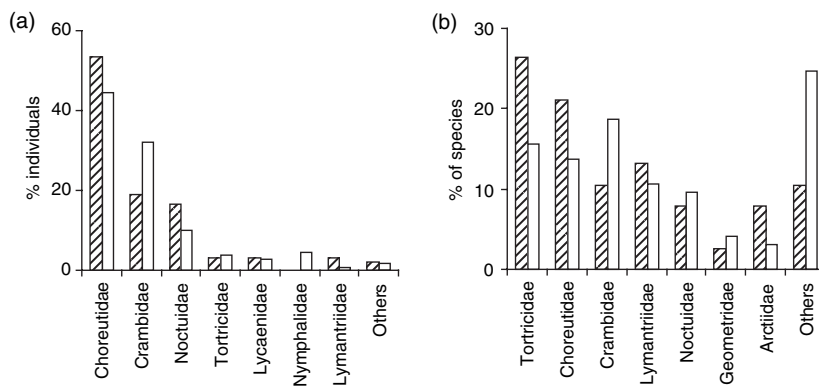 (a)
% individuals
60
40
20
0
Choreutidae
Crambidae
Noctuidae
Tortricidae
Lycaenidae
Nymphalidae
Lymantriidae
Others
(b)
% of species
30
20
10
0
Tortricidae
Choreutidae
Crambidae
Lymantriidae
Noctuidae
Geometridae
Arctiidae
Others